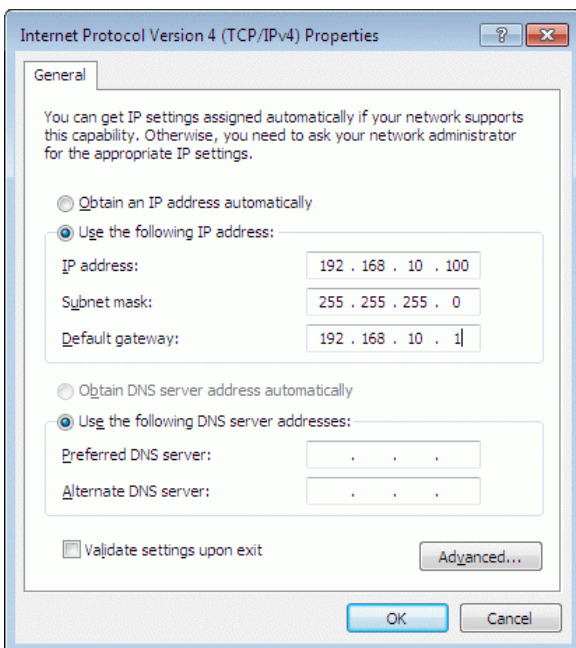 Internet Protocol Version 4 (TCP/IPv4) Properties
General
You can get IP settings assigned automatically if your network supports
this capability. Otherwise, you need to ask your network administrator
for the appropriate IP settings.
Obtain an IP address automatically
Use the following IP address:
IP address: 192 . 168 . 10 . 100
Subnet mask: 255 . 255 . 255 . 0
Default gateway: 192 . 168 . 10 . 1
Obtain DNS server address automatically
Use the following DNS server addresses:
Preferred DNS server: . . .
Alternate DNS server: . . .
Validate settings upon exit
Advanced...
OK Cancel